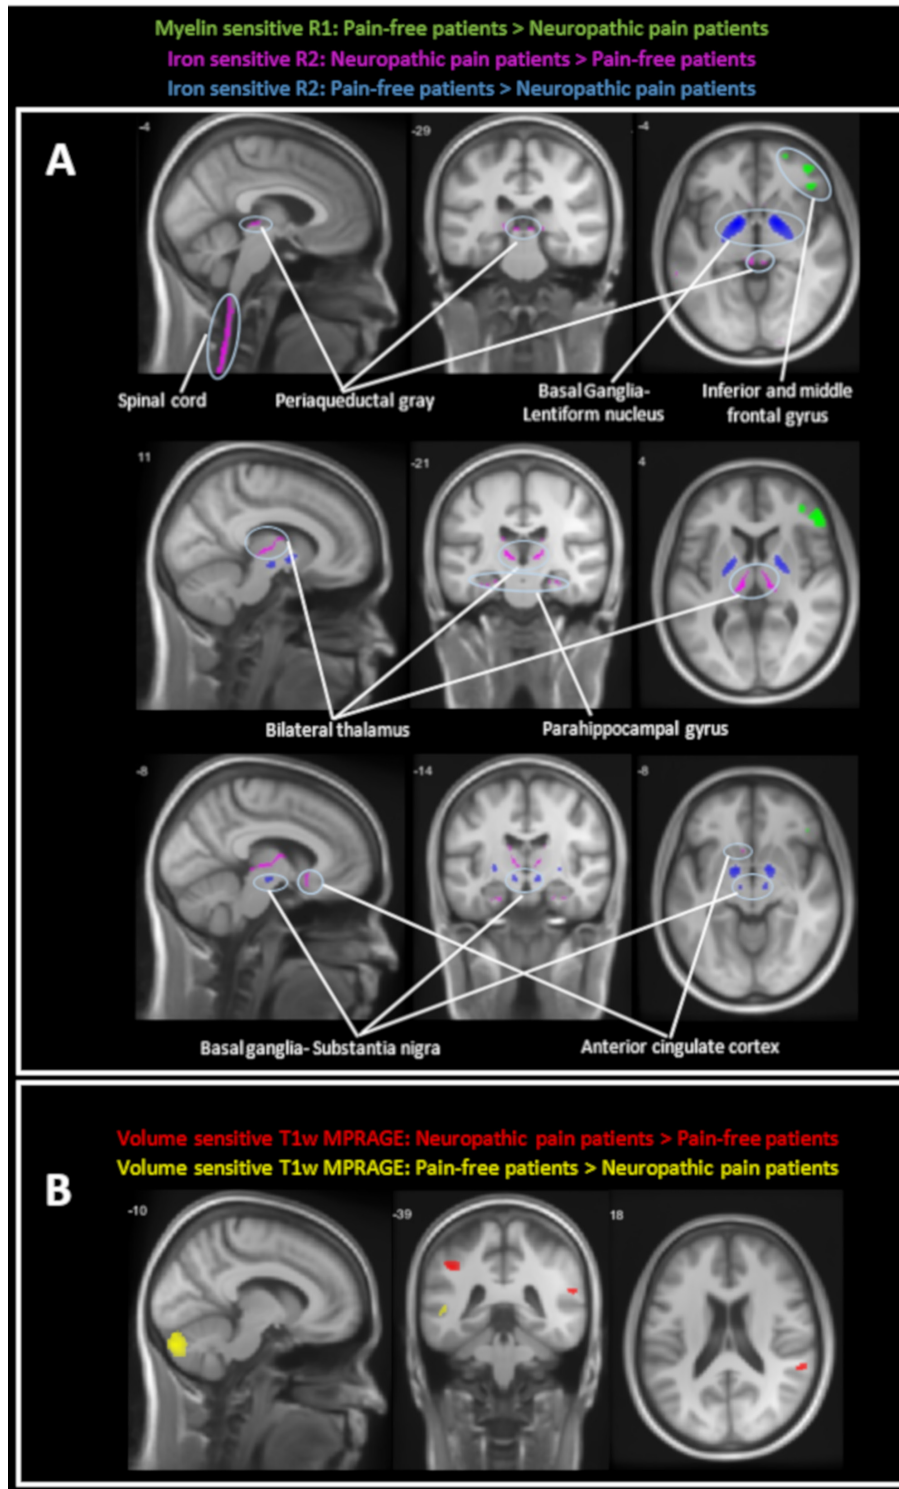 Myelin sensitive R1: Pain-free patients > Neuropathic pain patients
Iron sensitive R2: Neuropathic pain patients > Pain-free patients
Iron sensitive R2: Pain-free patients > Neuropathic pain patients
A
-4
-29
-4
Spinal cord
Periaqueductal gray
Basal Ganglia-
Lentiform nucleus
Inferior and middle
frontal gyrus
11
-21
4
Bilateral thalamus
Parahippocampal gyrus
-8
-14
-8
Basal ganglia- Substantia nigra
Anterior cingulate cortex
Volume sensitive T1w MPRAGE: Neuropathic pain patients > Pain-free patients
Volume sensitive T1w MPRAGE: Pain-free patients > Neuropathic pain patients
B
-10
-39
18